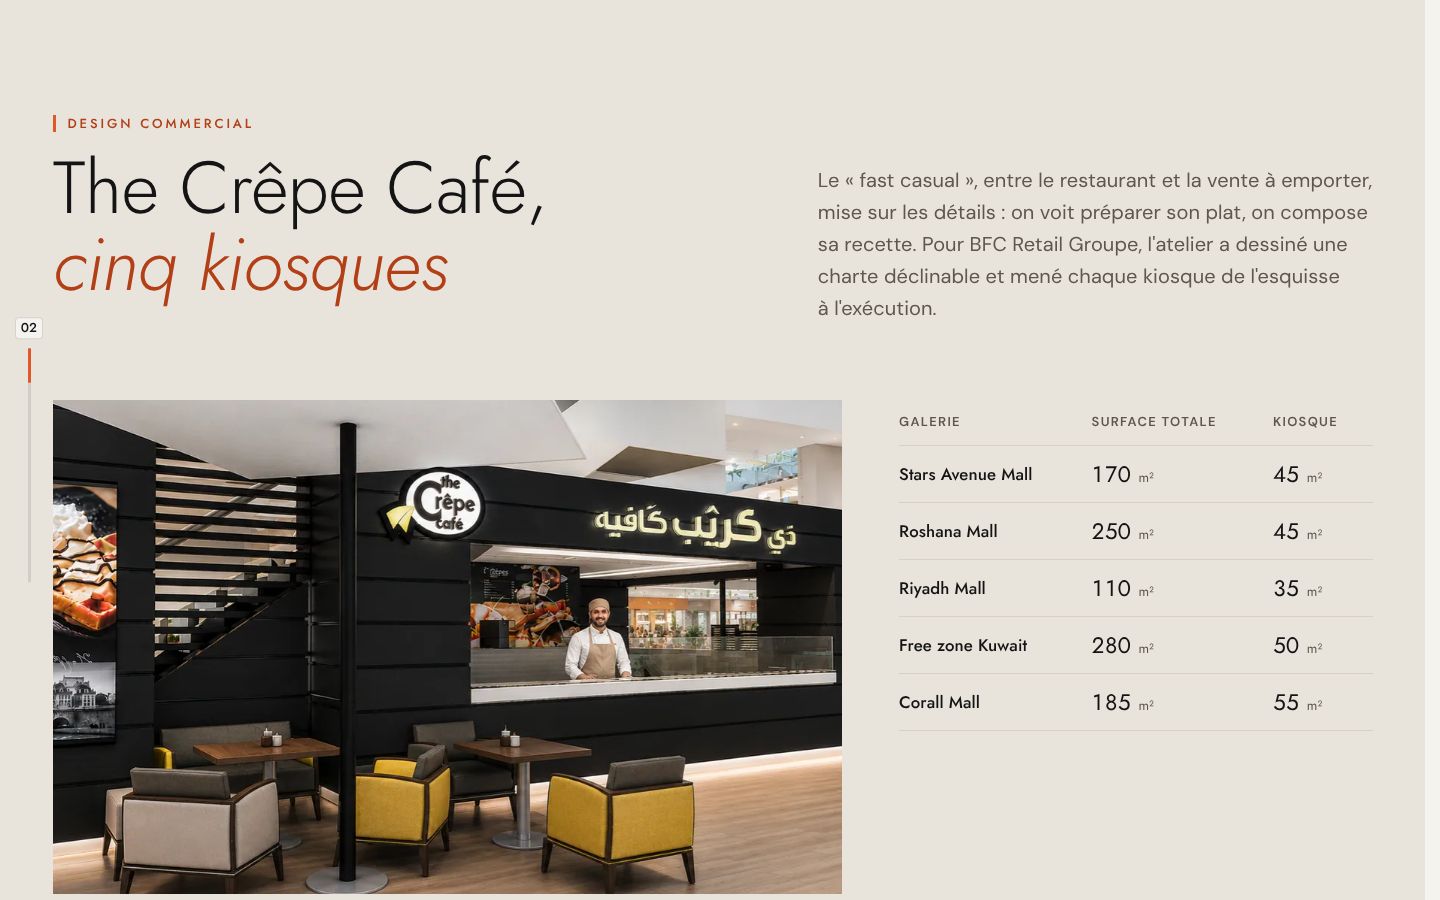 DESIGN COMMERCIAL
The Crêpe Café,
cinq kiosques
Le « fast casual », entre le restaurant et la vente à emporter,
mise sur les détails : on voit préparer son plat, on compose
sa recette. Pour BFC Retail Groupe, l'atelier a dessiné une
charte déclinable et mené chaque kiosque de l'esquisse
à l'exécution.
02
the
Crêpe
café
دي كريب كافيه
GALERIE SURFACE TOTALE KIOSQUE
Stars Avenue Mall 170 m² 45 m²
Roshana Mall 250 m² 45 m²
Riyadh Mall 110 m² 35 m²
Free zone Kuwait 280 m² 50 m²
Corall Mall 185 m² 55 m²